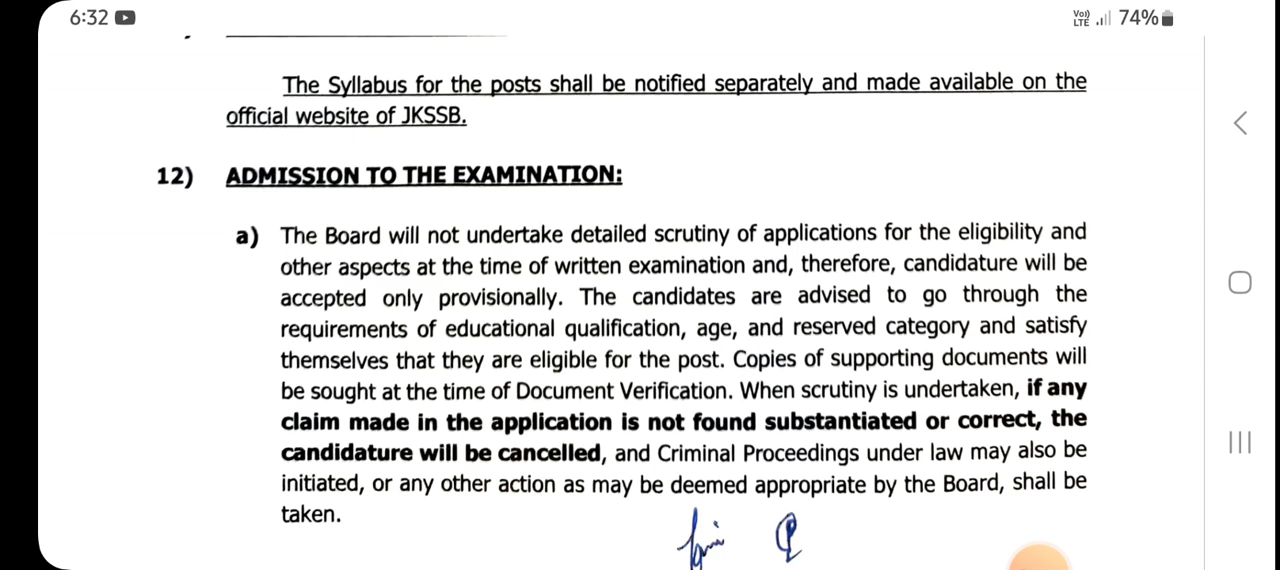 6:32
Vo)) LTE 74%
The Syllabus for the posts shall be notified separately and made available on the
official website of JKSSB.
12) ADMISSION TO THE EXAMINATION:
a) The Board will not undertake detailed scrutiny of applications for the eligibility and
other aspects at the time of written examination and, therefore, candidature will be
accepted only provisionally. The candidates are advised to go through the
requirements of educational qualification, age, and reserved category and satisfy
themselves that they are eligible for the post. Copies of supporting documents will
be sought at the time of Document Verification. When scrutiny is undertaken, if any
claim made in the application is not found substantiated or correct, the
candidature will be cancelled, and Criminal Proceedings under law may also be
initiated, or any other action as may be deemed appropriate by the Board, shall be
taken.